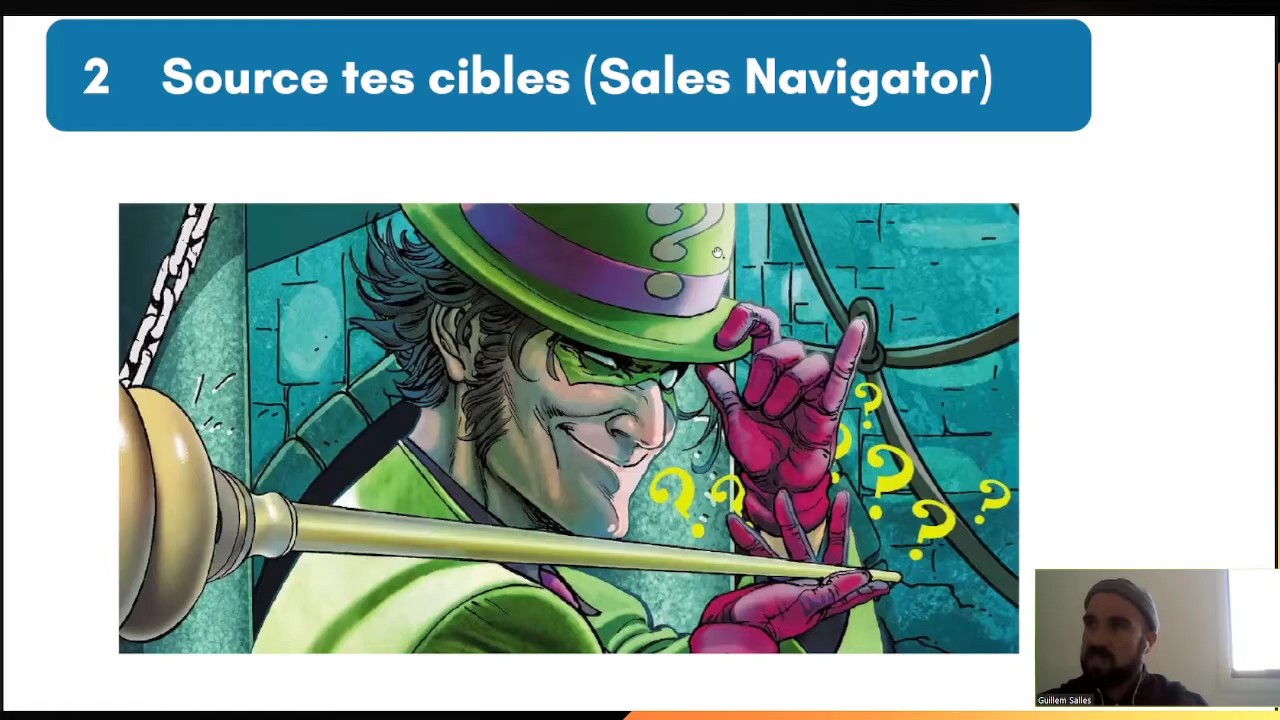 2 Source tes cibles (Sales Navigator)
?
? ? ? ? ? ?
Guillem Salles